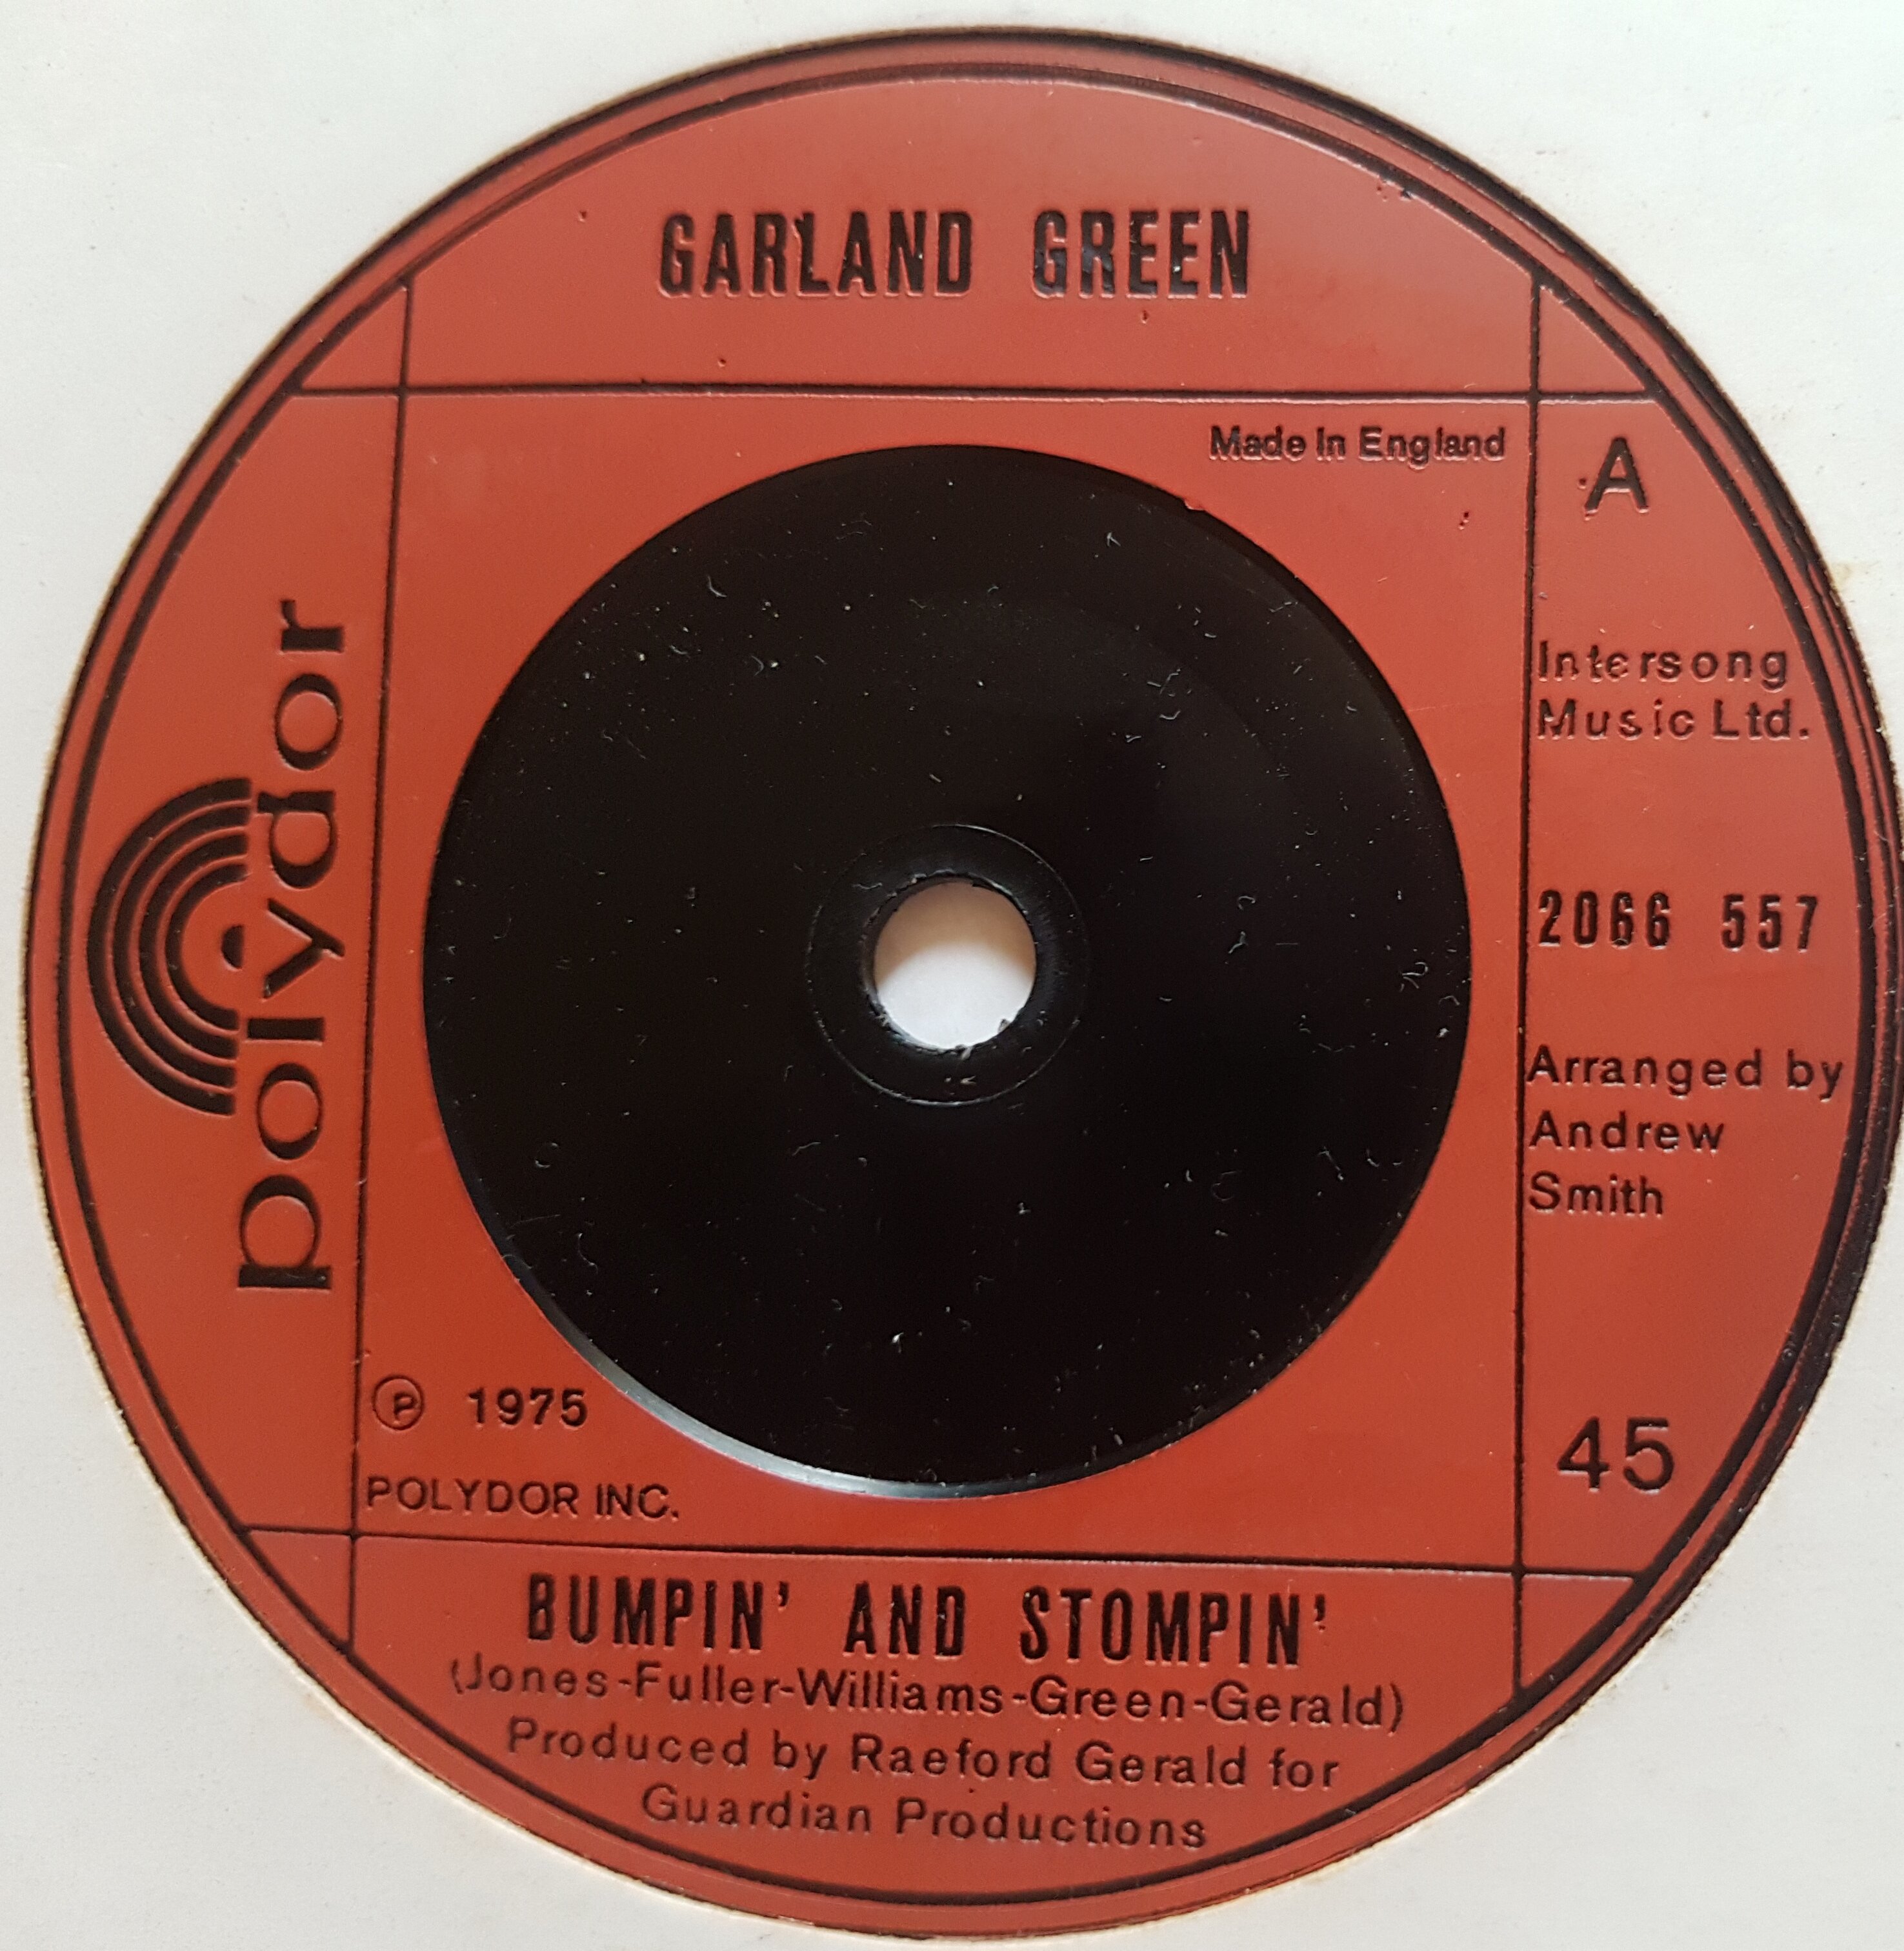 GARLAND GREEN
Made in England
A
Intersong
Music Ltd.
polydor
2066 557
Arranged by
Andrew
Smith
℗ 1975
45
POLYDOR INC.
BUMPIN' AND STOMPIN'
(Jones-Fuller-Williams-Green-Gerald)
Produced by Raeford Gerald for
Guardian Productions